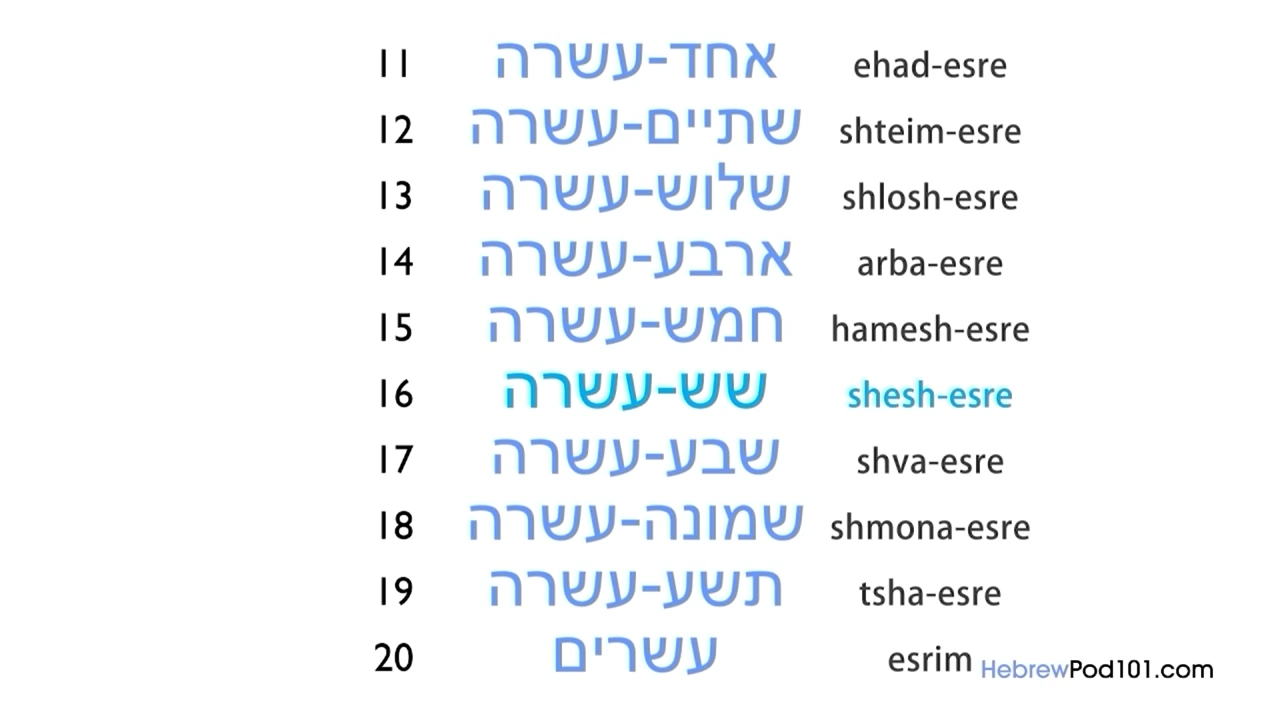 11 אחד-עשרה ehad-esre
12 שתיים-עשרה shteim-esre
13 שלוש-עשרה shlosh-esre
14 ארבע-עשרה arba-esre
15 חמש-עשרה hamesh-esre
16 שש-עשרה shesh-esre
17 שבע-עשרה shva-esre
18 שמונה-עשרה shmona-esre
19 תשע-עשרה tsha-esre
20 עשרים esrim
HebrewPod101.com